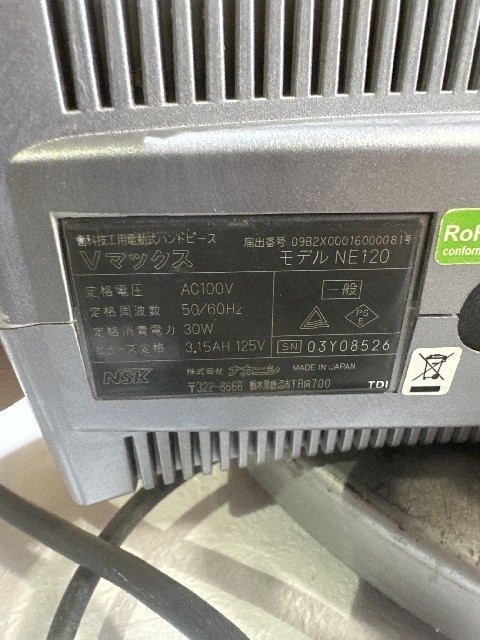 歯科技工用電動式ハンドピース 届出番号 09B2X00016000081号
Vマックス モデル NE120
定格電圧 AC100V 一般
定格周波数 50/60Hz
定格消費電力 30W
ヒューズ定格 3.15AH 125V SN 03Y08526
PS E
NSK 株式会社 ナカニシ MADE IN JAPAN
〒322-8666 栃木県鹿沼市下日向700 TDI
RoH
conform